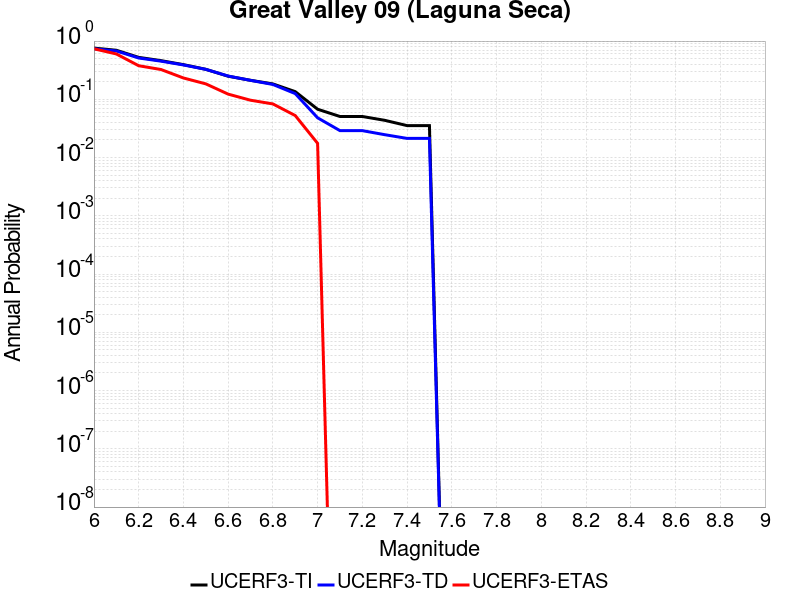 Great Valley 09 (Laguna Seca)
10^0
10^-1
10^-2
10^-3
10^-4
10^-5
10^-6
10^-7
10^-8
Annual Probability
6 6.2 6.4 6.6 6.8 7 7.2 7.4 7.6 7.8 8 8.2 8.4 8.6 8.8 9
Magnitude
UCERF3-TI UCERF3-TD UCERF3-ETAS